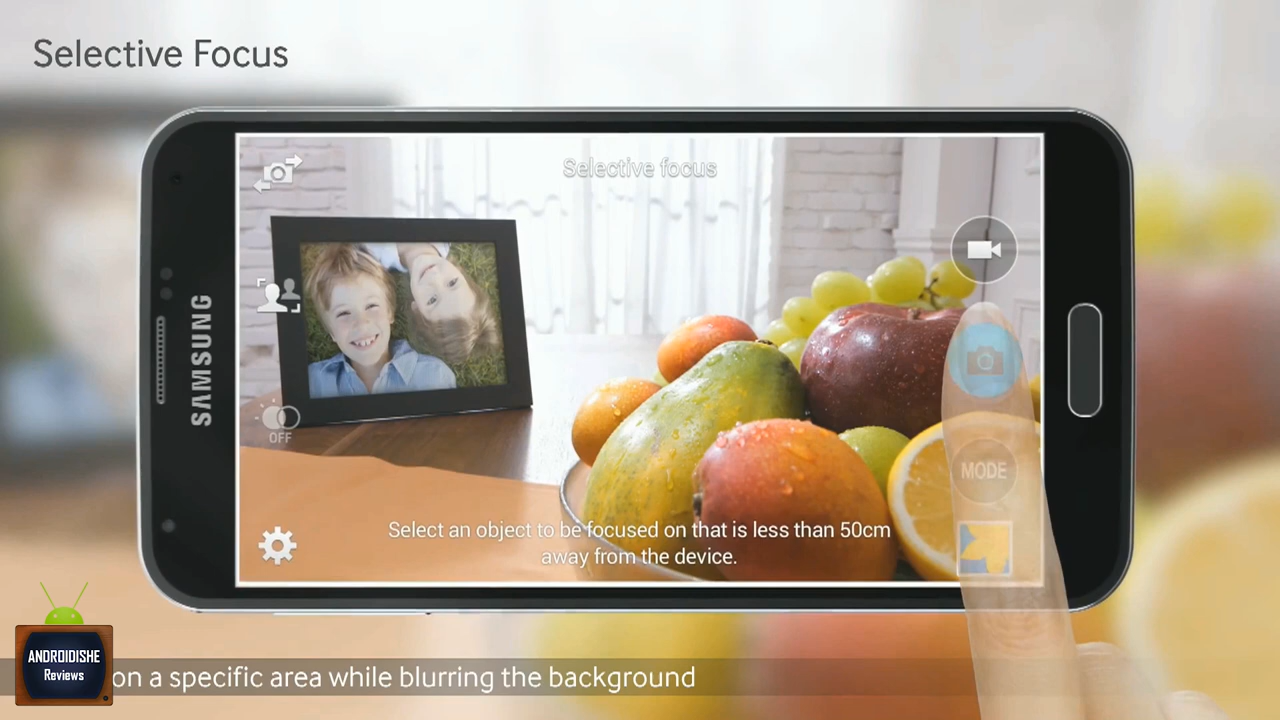 Selective Focus
Selective focus
SAMSUNG
OFF
MODE
Select an object to be focused on that is less than 50cm
away from the device.
ANDROIDISHE
Reviews
on a specific area while blurring the background